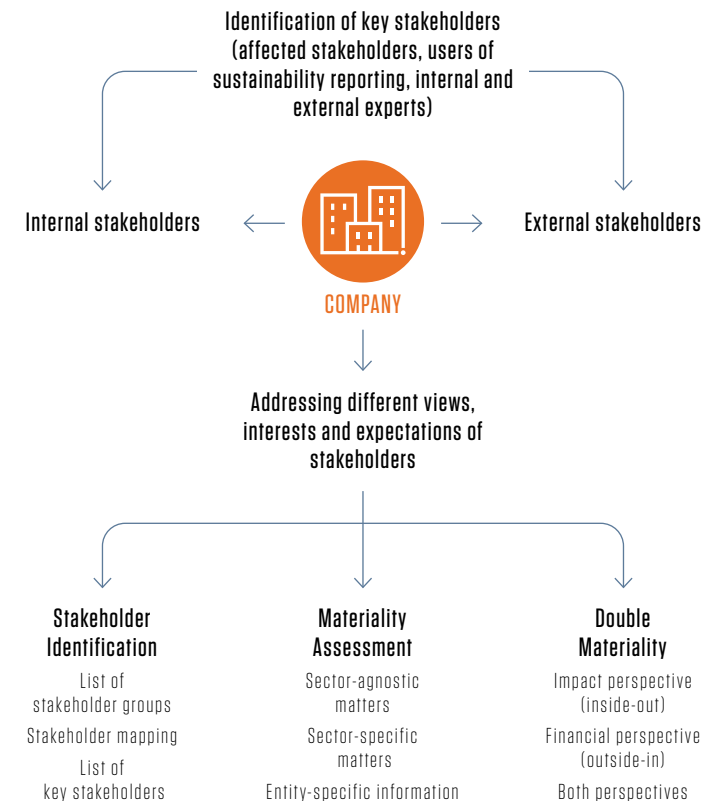 Identification of key stakeholders
(affected stakeholders, users of
sustainability reporting, internal and
external experts)
Internal stakeholders
External stakeholders
COMPANY
Addressing different views,
interests and expectations of
stakeholders
Stakeholder
Identification
List of
stakeholder groups
Stakeholder mapping
List of
key stakeholders
Materiality
Assessment
Sector-agnostic
matters
Sector-specific
matters
Entity-specific information
Double
Materiality
Impact perspective
(inside-out)
Financial perspective
(outside-in)
Both perspectives